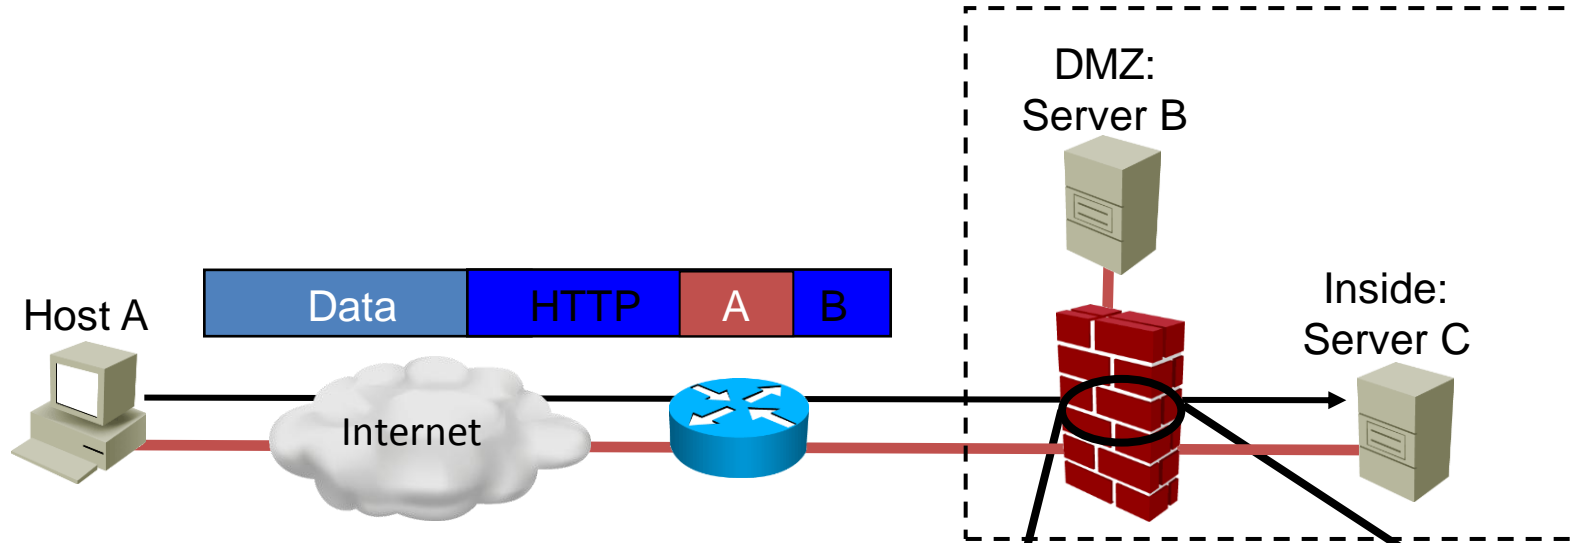 DMZ:
Server B
Host A
Data HTTP A B
Inside:
Server C
Internet